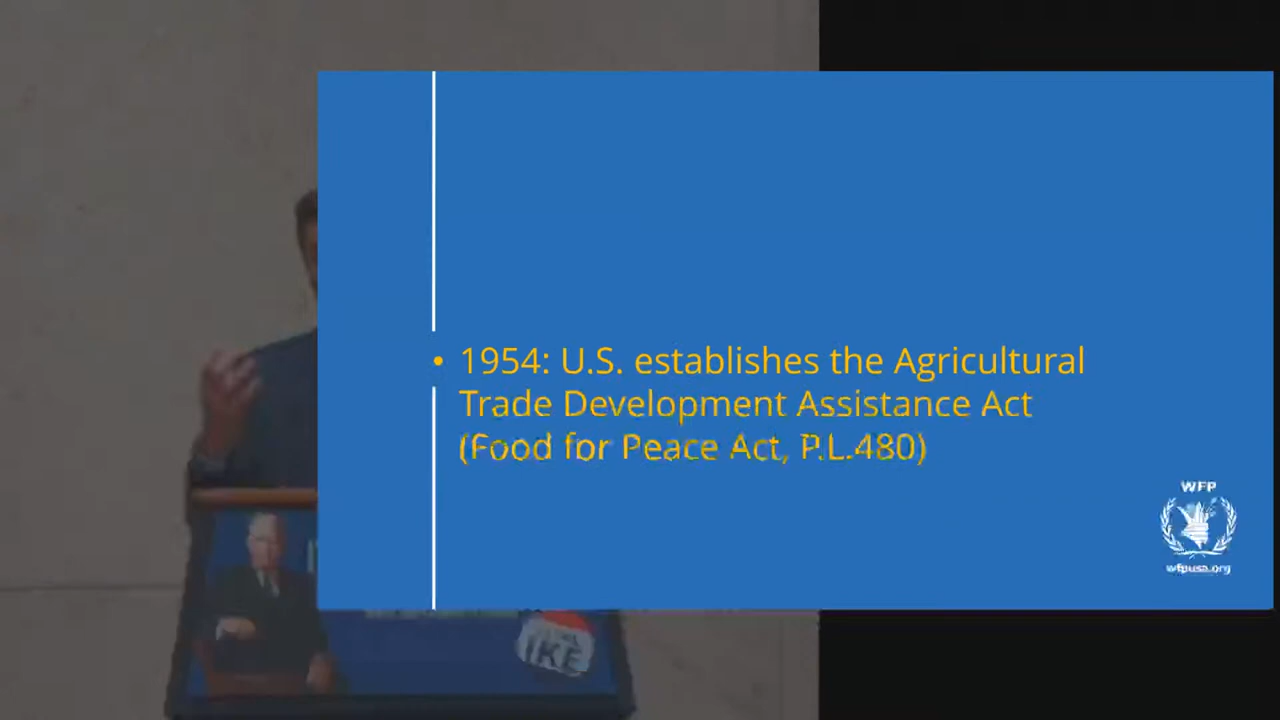 • 1954: U.S. establishes the Agricultural
Trade Development Assistance Act
(Food for Peace Act, P.L.480)
WFP
wfpusa.org
IKE